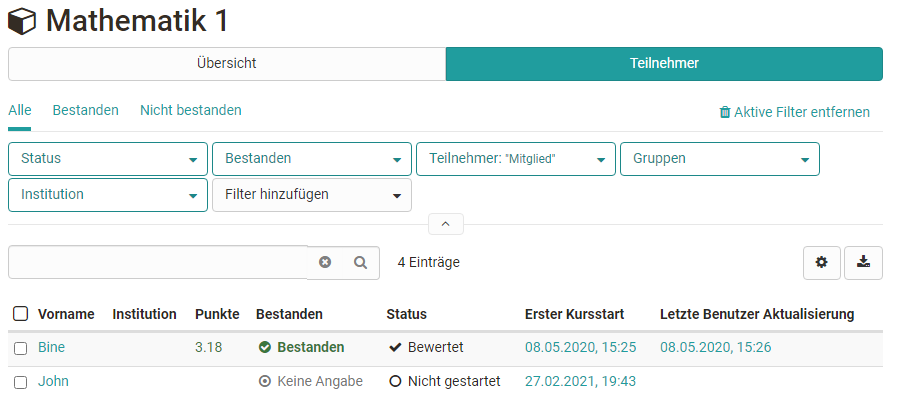 Mathematik 1
Übersicht Teilnehmer
Alle Bestanden Nicht bestanden Aktive Filter entfernen
Status Bestanden Teilnehmer: "Mitglied" Gruppen
Institution Filter hinzufügen
4 Einträge
Vorname Institution Punkte Bestanden Status Erster Kursstart Letzte Benutzer Aktualisierung
Bine 3.18 Bestanden Bewertet 08.05.2020, 15:25 08.05.2020, 15:26
John Keine Angabe Nicht gestartet 27.02.2021, 19:43